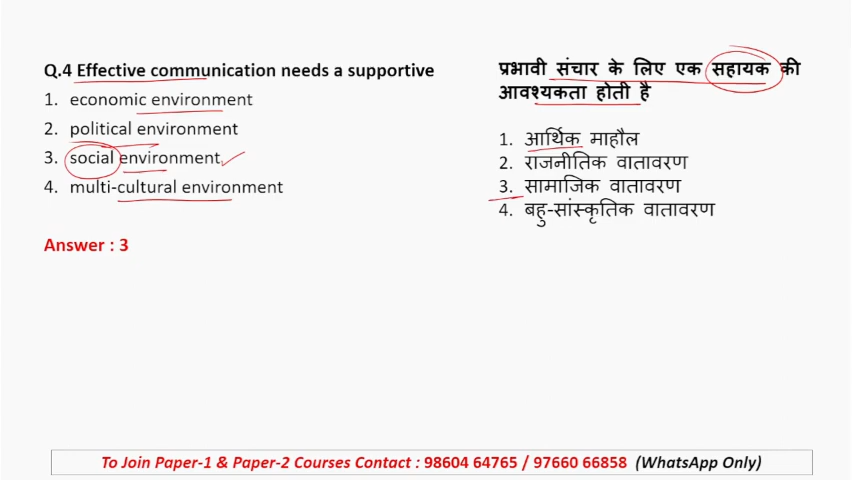 Q.4 Effective communication needs a supportive
1. economic environment
2. political environment
3. social environment
4. multi-cultural environment
Answer : 3
प्रभावी संचार के लिए एक सहायक की
आवश्यकता होती है
1. आर्थिक माहौल
2. राजनीतिक वातावरण
3. सामाजिक वातावरण
4. बहु-सांस्कृतिक वातावरण
To Join Paper-1 & Paper-2 Courses Contact : 98604 64765 / 97660 66858 (WhatsApp Only)